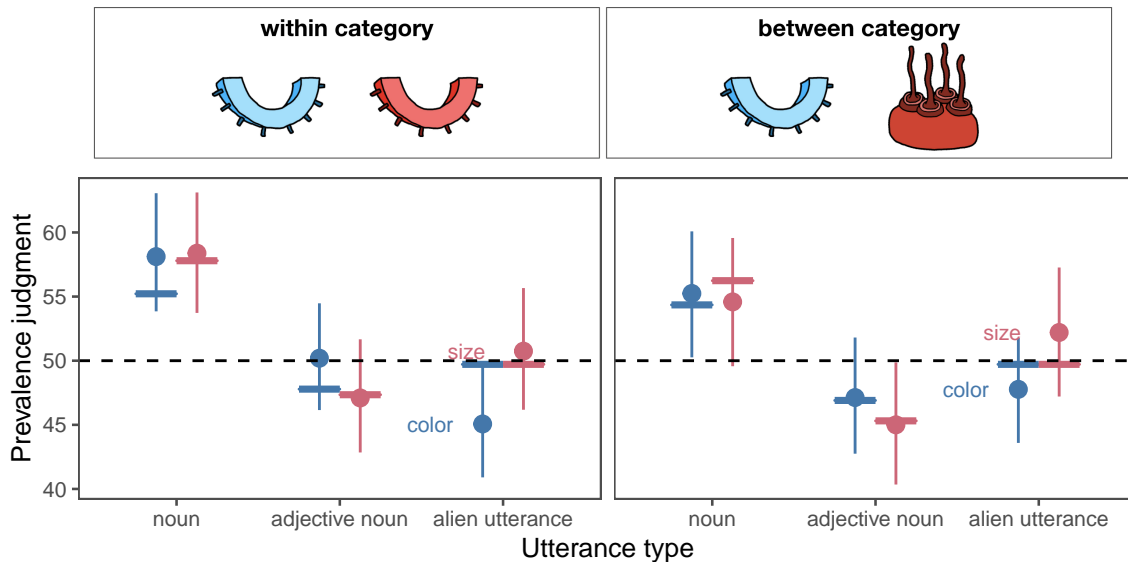 within category
between category
Prevalence judgment
60
55
50
45
40
size
color
size
color
noun
adjective noun
alien utterance
noun
adjective noun
alien utterance
Utterance type